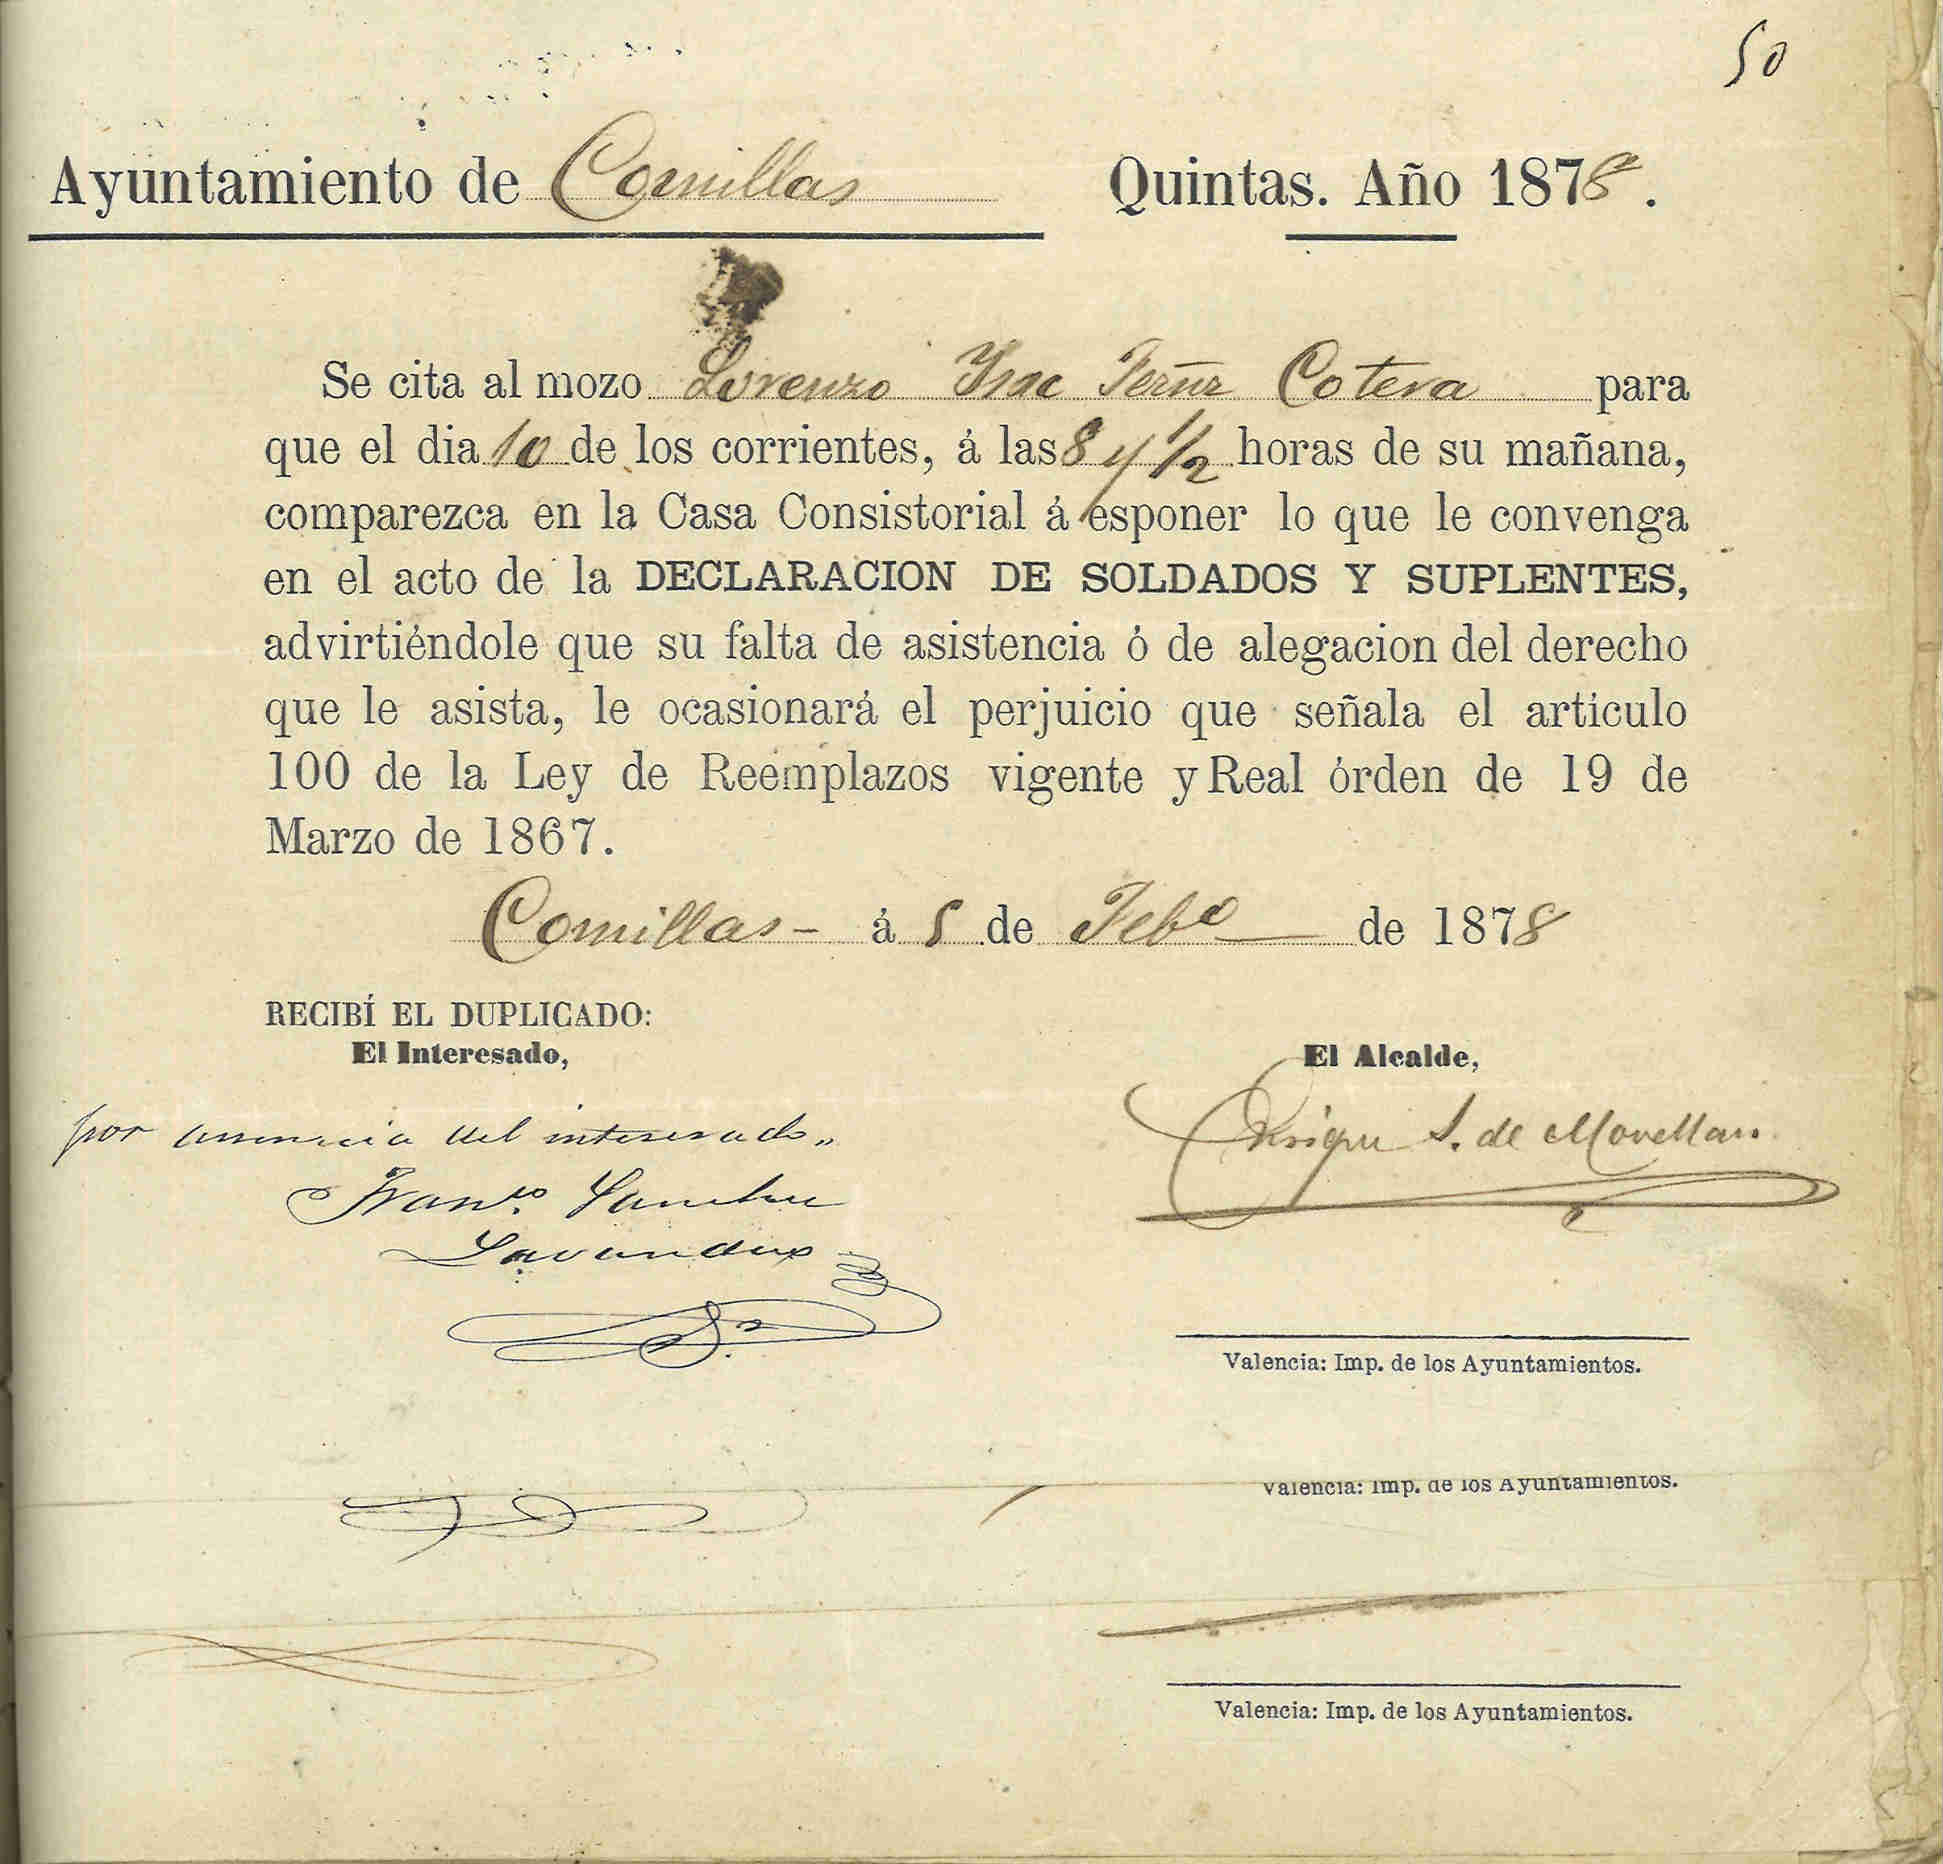 50
Ayuntamiento de Comillas Quintas. Año 1878.
Se cita al mozo Lorenzo Isac Fernz Cotera para
que el dia 10 de los corrientes, á las 8 y 1/2 horas de su mañana,
comparezca en la Casa Consistorial á esponer lo que le convenga
en el acto de la DECLARACION DE SOLDADOS Y SUPLENTES,
advirtiéndole que su falta de asistencia ó de alegacion del derecho
que le asista, le ocasionará el perjuicio que señala el artículo
100 de la Ley de Reemplazos vigente y Real órden de 19 de
Marzo de 1867.
Comillas - á 5 de Febo de 1878
RECIBÍ EL DUPLICADO:
El Interesado,
El Alcalde,
por ausencia del interesado,,
Enrique S. de Movellan
Franco Sanchez
Valencia: Imp. de los Ayuntamientos.
Valencia: Imp. de los Ayuntamientos.
Valencia: Imp. de los Ayuntamientos.